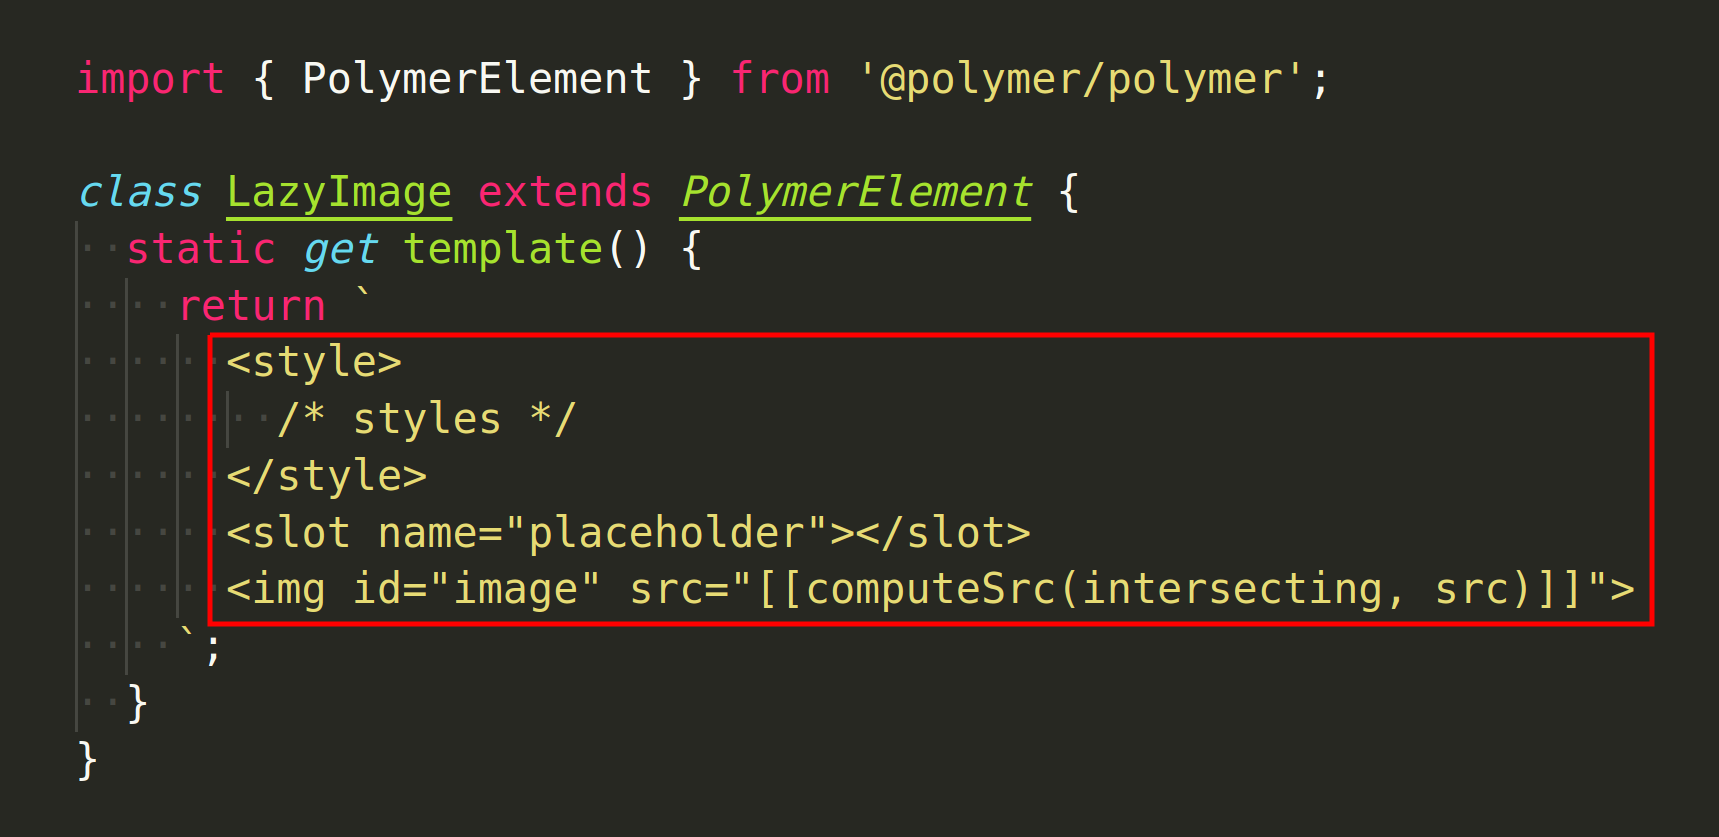 import { PolymerElement } from '@polymer/polymer';
class LazyImage extends PolymerElement {
static get template() {
return `
<style>
/* styles */
</style>
<slot name="placeholder"></slot>
<img id="image" src="[[computeSrc(intersecting, src)]]">
`;
}
}